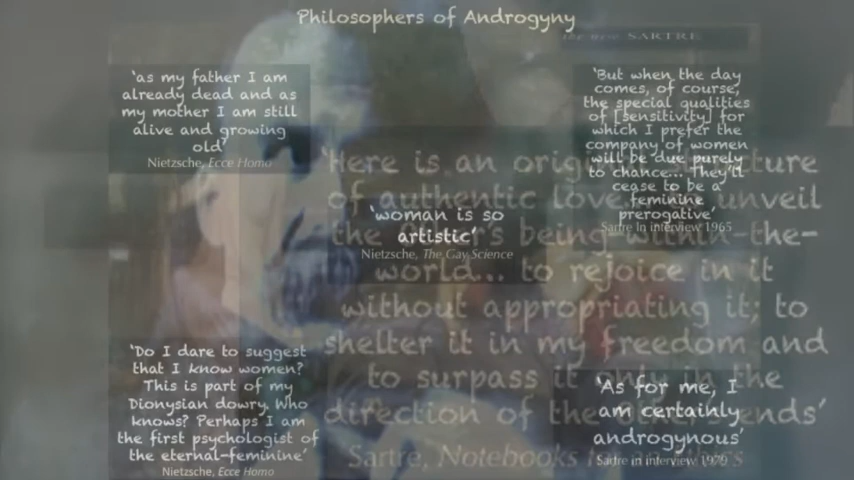 Philosophers of Androgyny
the new SARTRE
'as my father I am
already dead and as
my mother I am still
alive and growing
old'
Nietzsche, Ecce Homo
'But when the day
comes, of course,
the special qualities
of [sensitivity] for
which I prefer the
company of women
will be due purely
to chance... They'll
cease to be a
feminine
prerogative'
Sartre in interview 1965
'woman is so
artistic'
Nietzsche, The Gay Science
'Here is an
of authentic love... unveil
the being within-the-
world... to rejoice in it
without appropriating it; to
shelter it in my freedom and
to surpass it only in the
direction of the ends'
Sartre, Notebooks
'Do I dare to suggest
that I know women?
This is part of my
Dionysian dowry. Who
knows? Perhaps I am
the first psychologist of
the eternal-feminine'
Nietzsche, Ecce Homo
'As for me, I
am certainly
androgynous'
Sartre in interview 1979